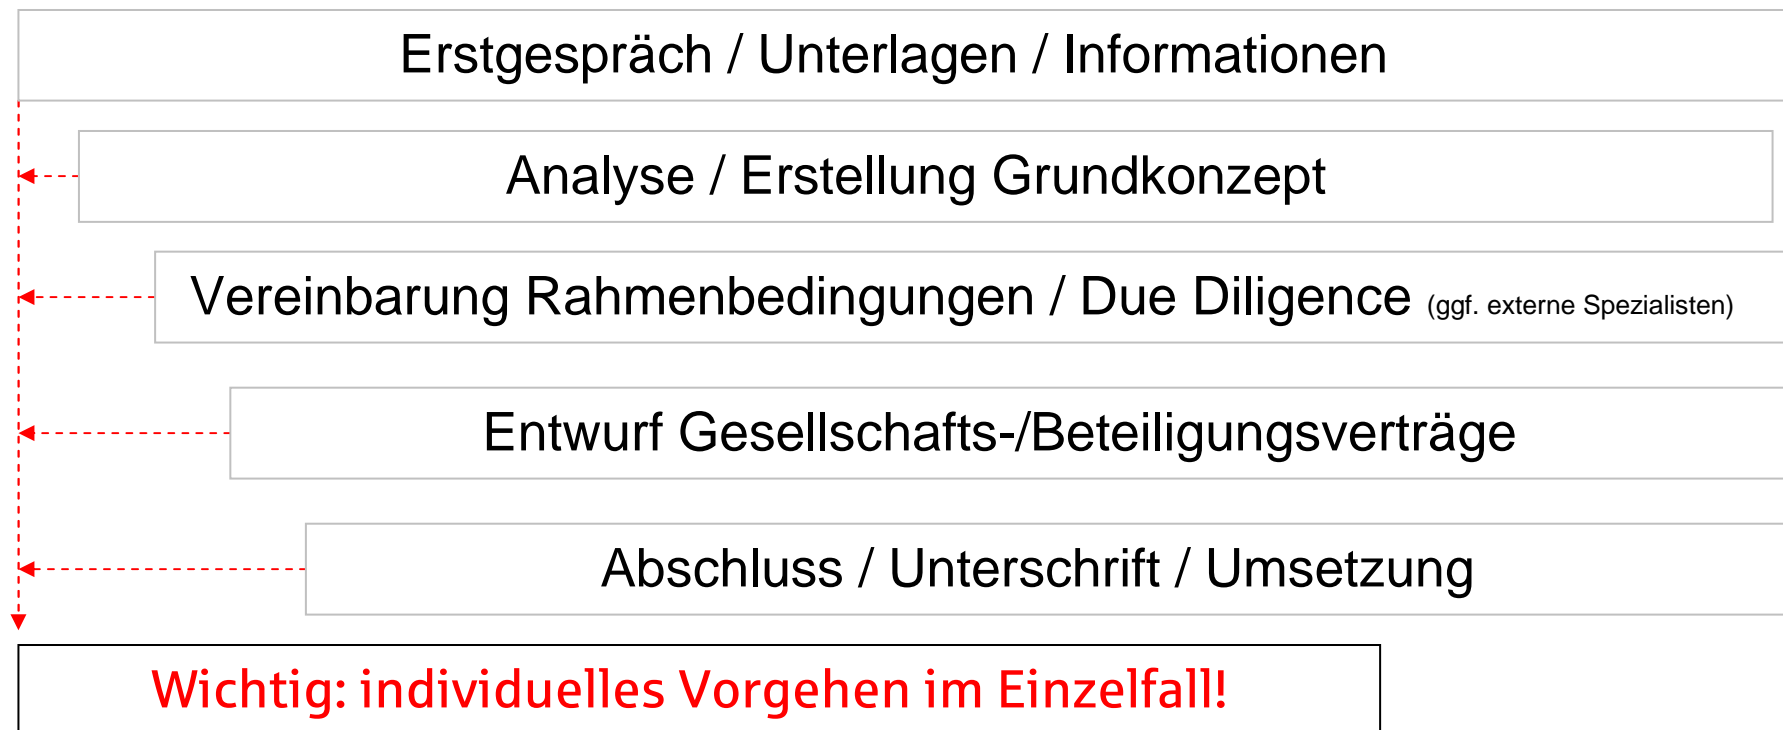 Erstgespräch / Unterlagen / Informationen
Analyse / Erstellung Grundkonzept
Vereinbarung Rahmenbedingungen / Due Diligence (ggf. externe Spezialisten)
Entwurf Gesellschafts-/Beteiligungsverträge
Abschluss / Unterschrift / Umsetzung
Wichtig: individuelles Vorgehen im Einzelfall!